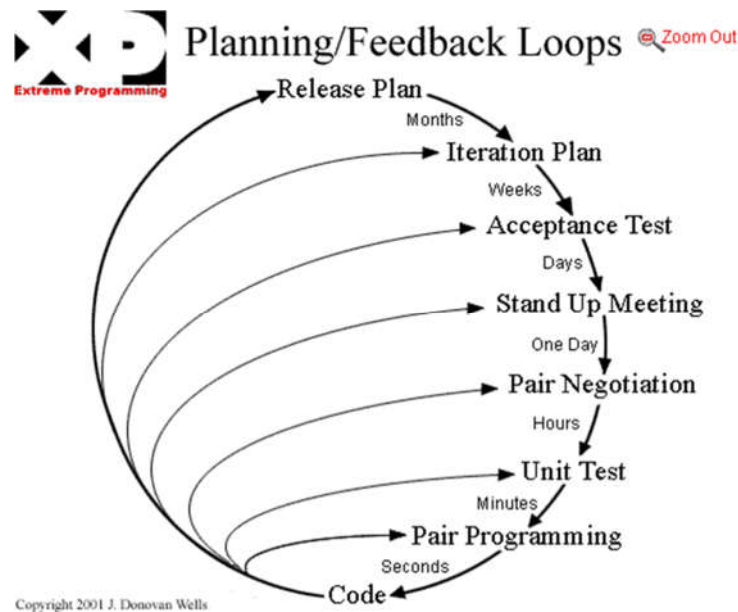 XP
Extreme Programming
Planning/Feedback Loops
Zoom Out
Release Plan
Months
Iteration Plan
Weeks
Acceptance Test
Days
Stand Up Meeting
One Day
Pair Negotiation
Hours
Unit Test
Minutes
Pair Programming
Seconds
Code
Copyright 2001 J. Donovan Wells